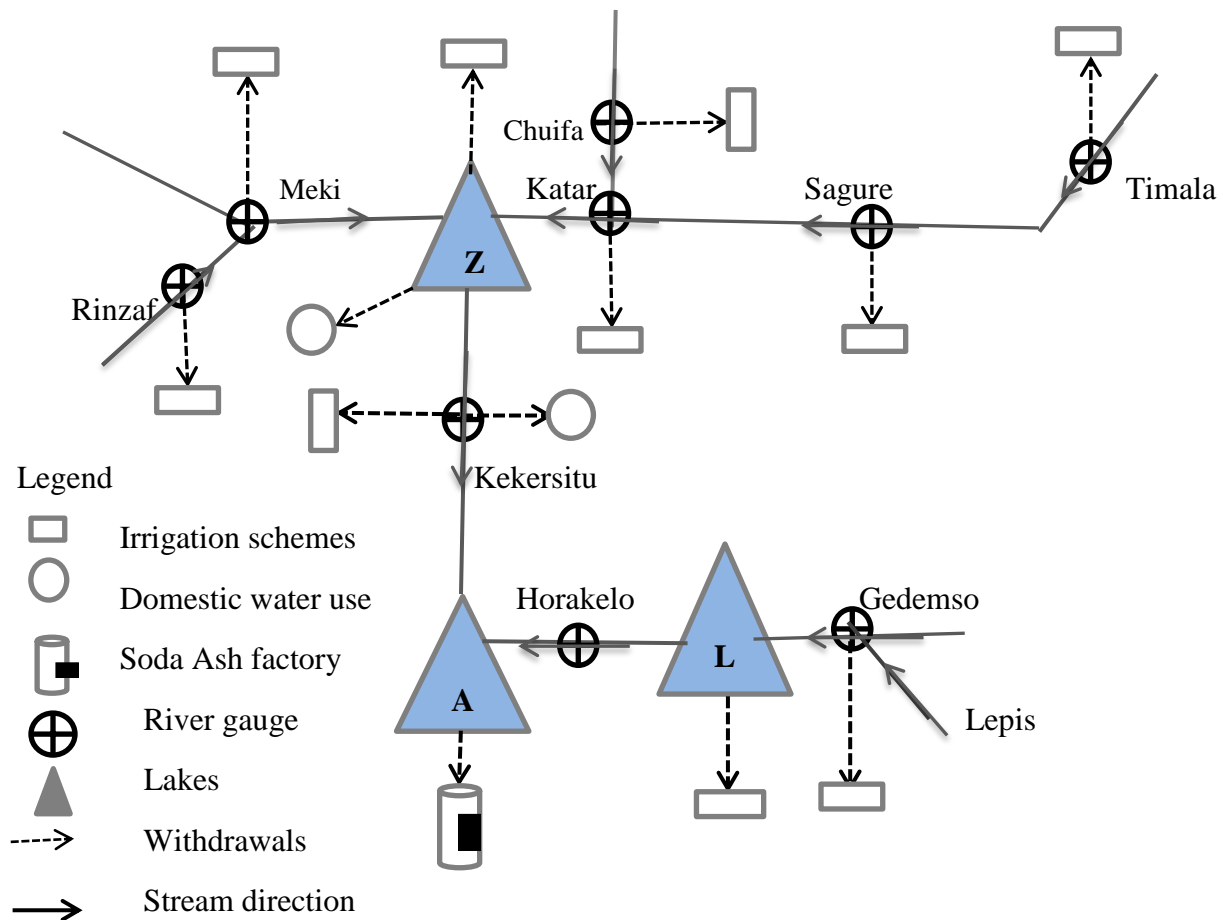 Chuifa
Meki
Katar
Sagure
Timala
Z
Rinzaf
Kekersitu
Legend
Irrigation schemes
Domestic water use
Soda Ash factory
River gauge
Lakes
Withdrawals
Stream direction
Horakelo
Gedemso
L
A
Lepis